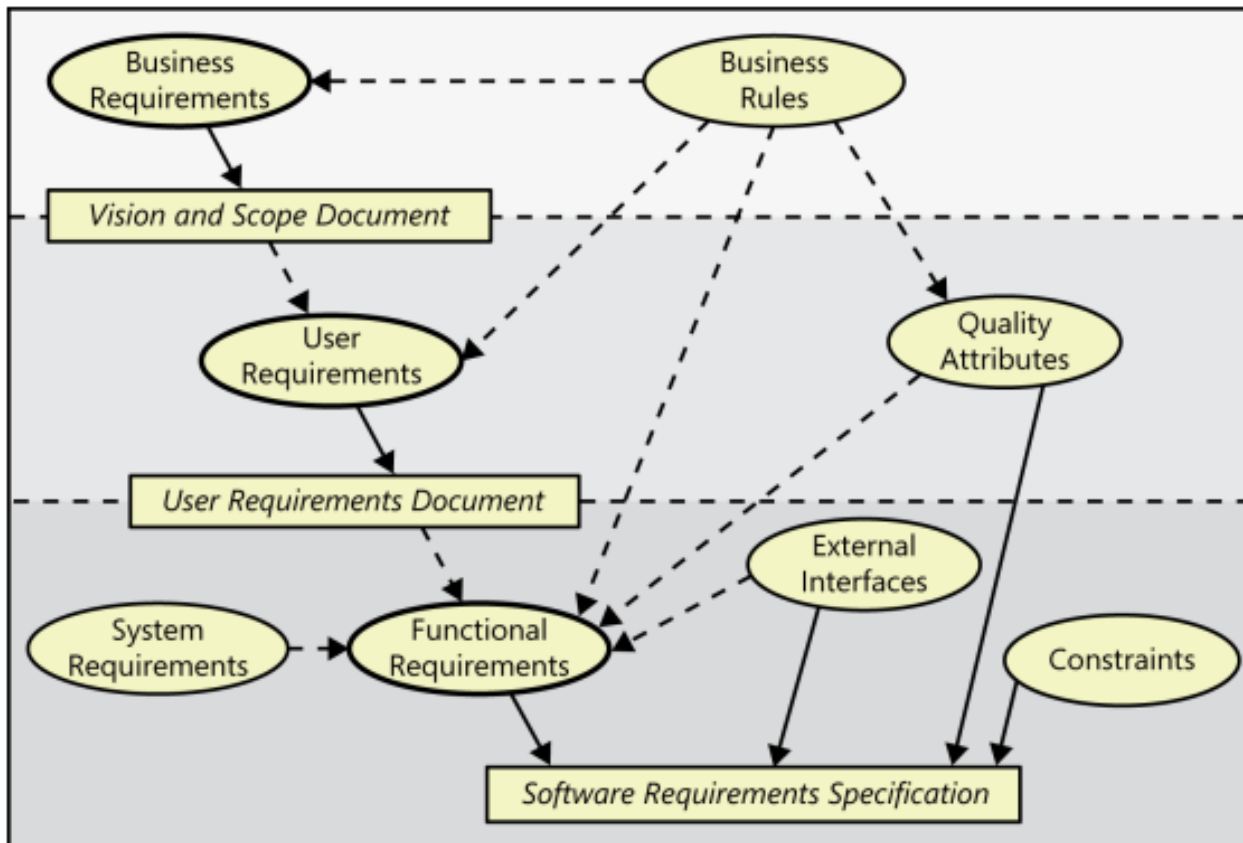 Business
Requirements
Business
Rules
Vision and Scope Document
User
Requirements
Quality
Attributes
User Requirements Document
External
Interfaces
System
Requirements
Functional
Requirements
Constraints
Software Requirements Specification